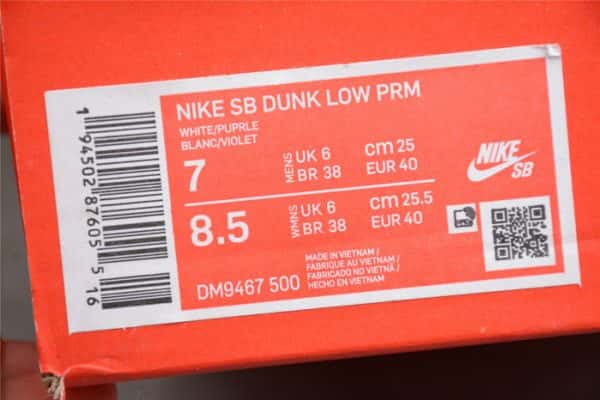 NIKE SB DUNK LOW PRM
WHITE/PUPRLE
BLANC/VIOLET
7
MENS
UK 6
BR 38
cm 25
EUR 40
8.5
WMNS
UK 6
BR 38
cm 25.5
EUR 40
NIKE
SB
DM9467 500
MADE IN VIETNAM /
FABRIQUE AU VIETNAM /
FABRICADO NO VIETNÃ /
HECHO EN VIETNAM
1 94502 87605 5 16